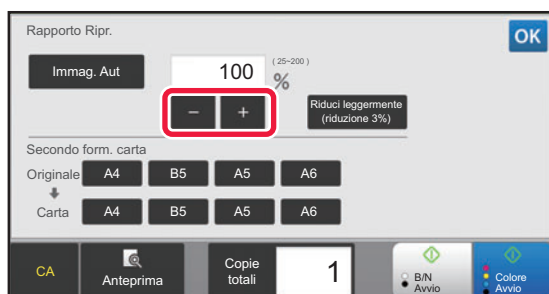 Rapporto Ripr.
OK
Immag. Aut
100
(25~200)
%
− +
Riduci leggermente
(riduzione 3%)
Secondo form. carta
Originale A4 B5 A5 A6
Carta A4 B5 A5 A6
CA
Anteprima
Copie
totali
1
B/N
Avvio
Colore
Avvio